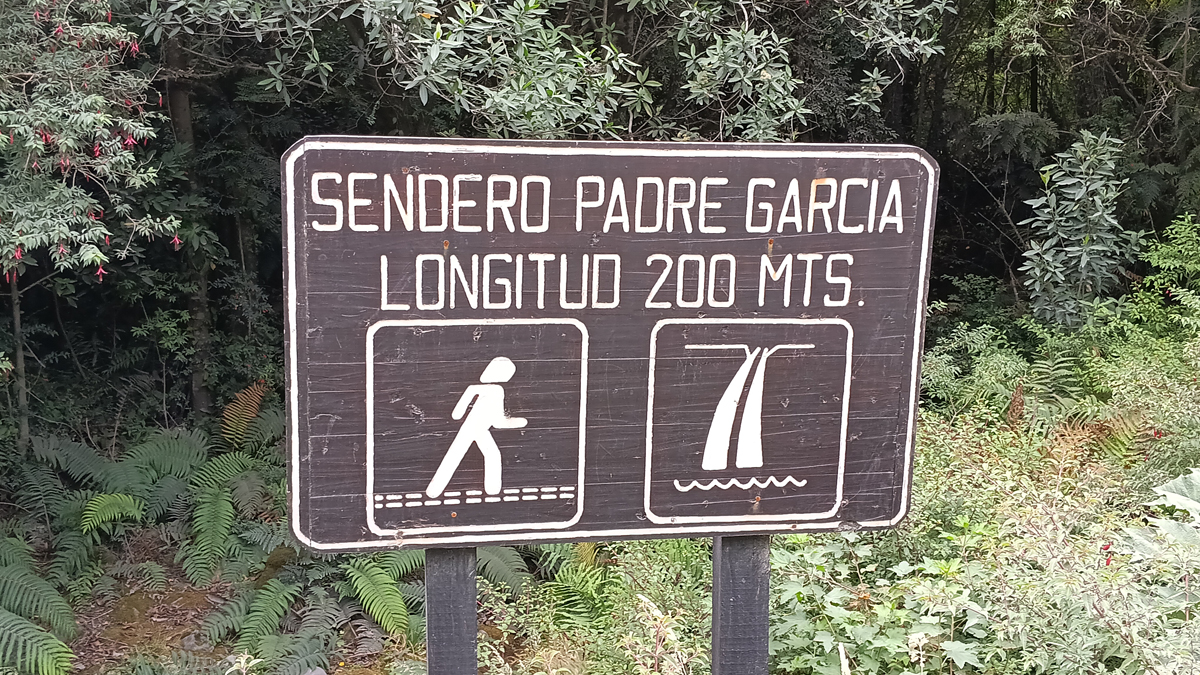 SENDERO PADRE GARCIA
LONGITUD 200 MTS.